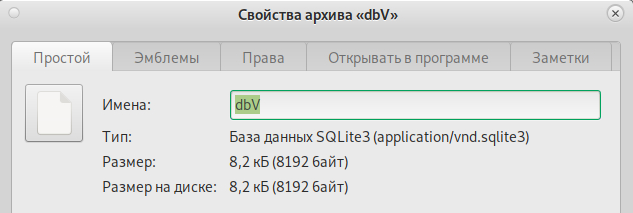 Свойства архива «dbV»
Простой Эмблемы Права Открывать в программе Заметки
Имена: dbV
Тип: База данных SQLite3 (application/vnd.sqlite3)
Размер: 8,2 кБ (8192 байт)
Размер на диске: 8,2 кБ (8192 байт)